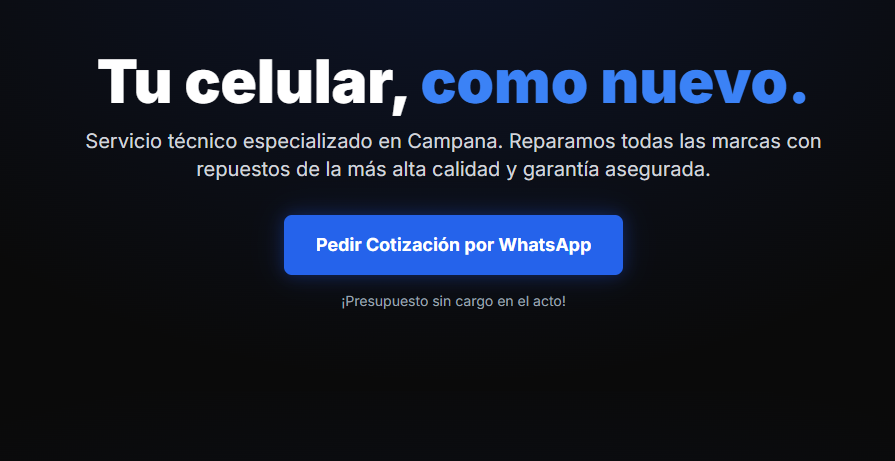 Tu celular, como nuevo.
Servicio técnico especializado en Campana. Reparamos todas las marcas con
repuestos de la más alta calidad y garantía asegurada.
Pedir Cotización por WhatsApp
¡Presupuesto sin cargo en el acto!